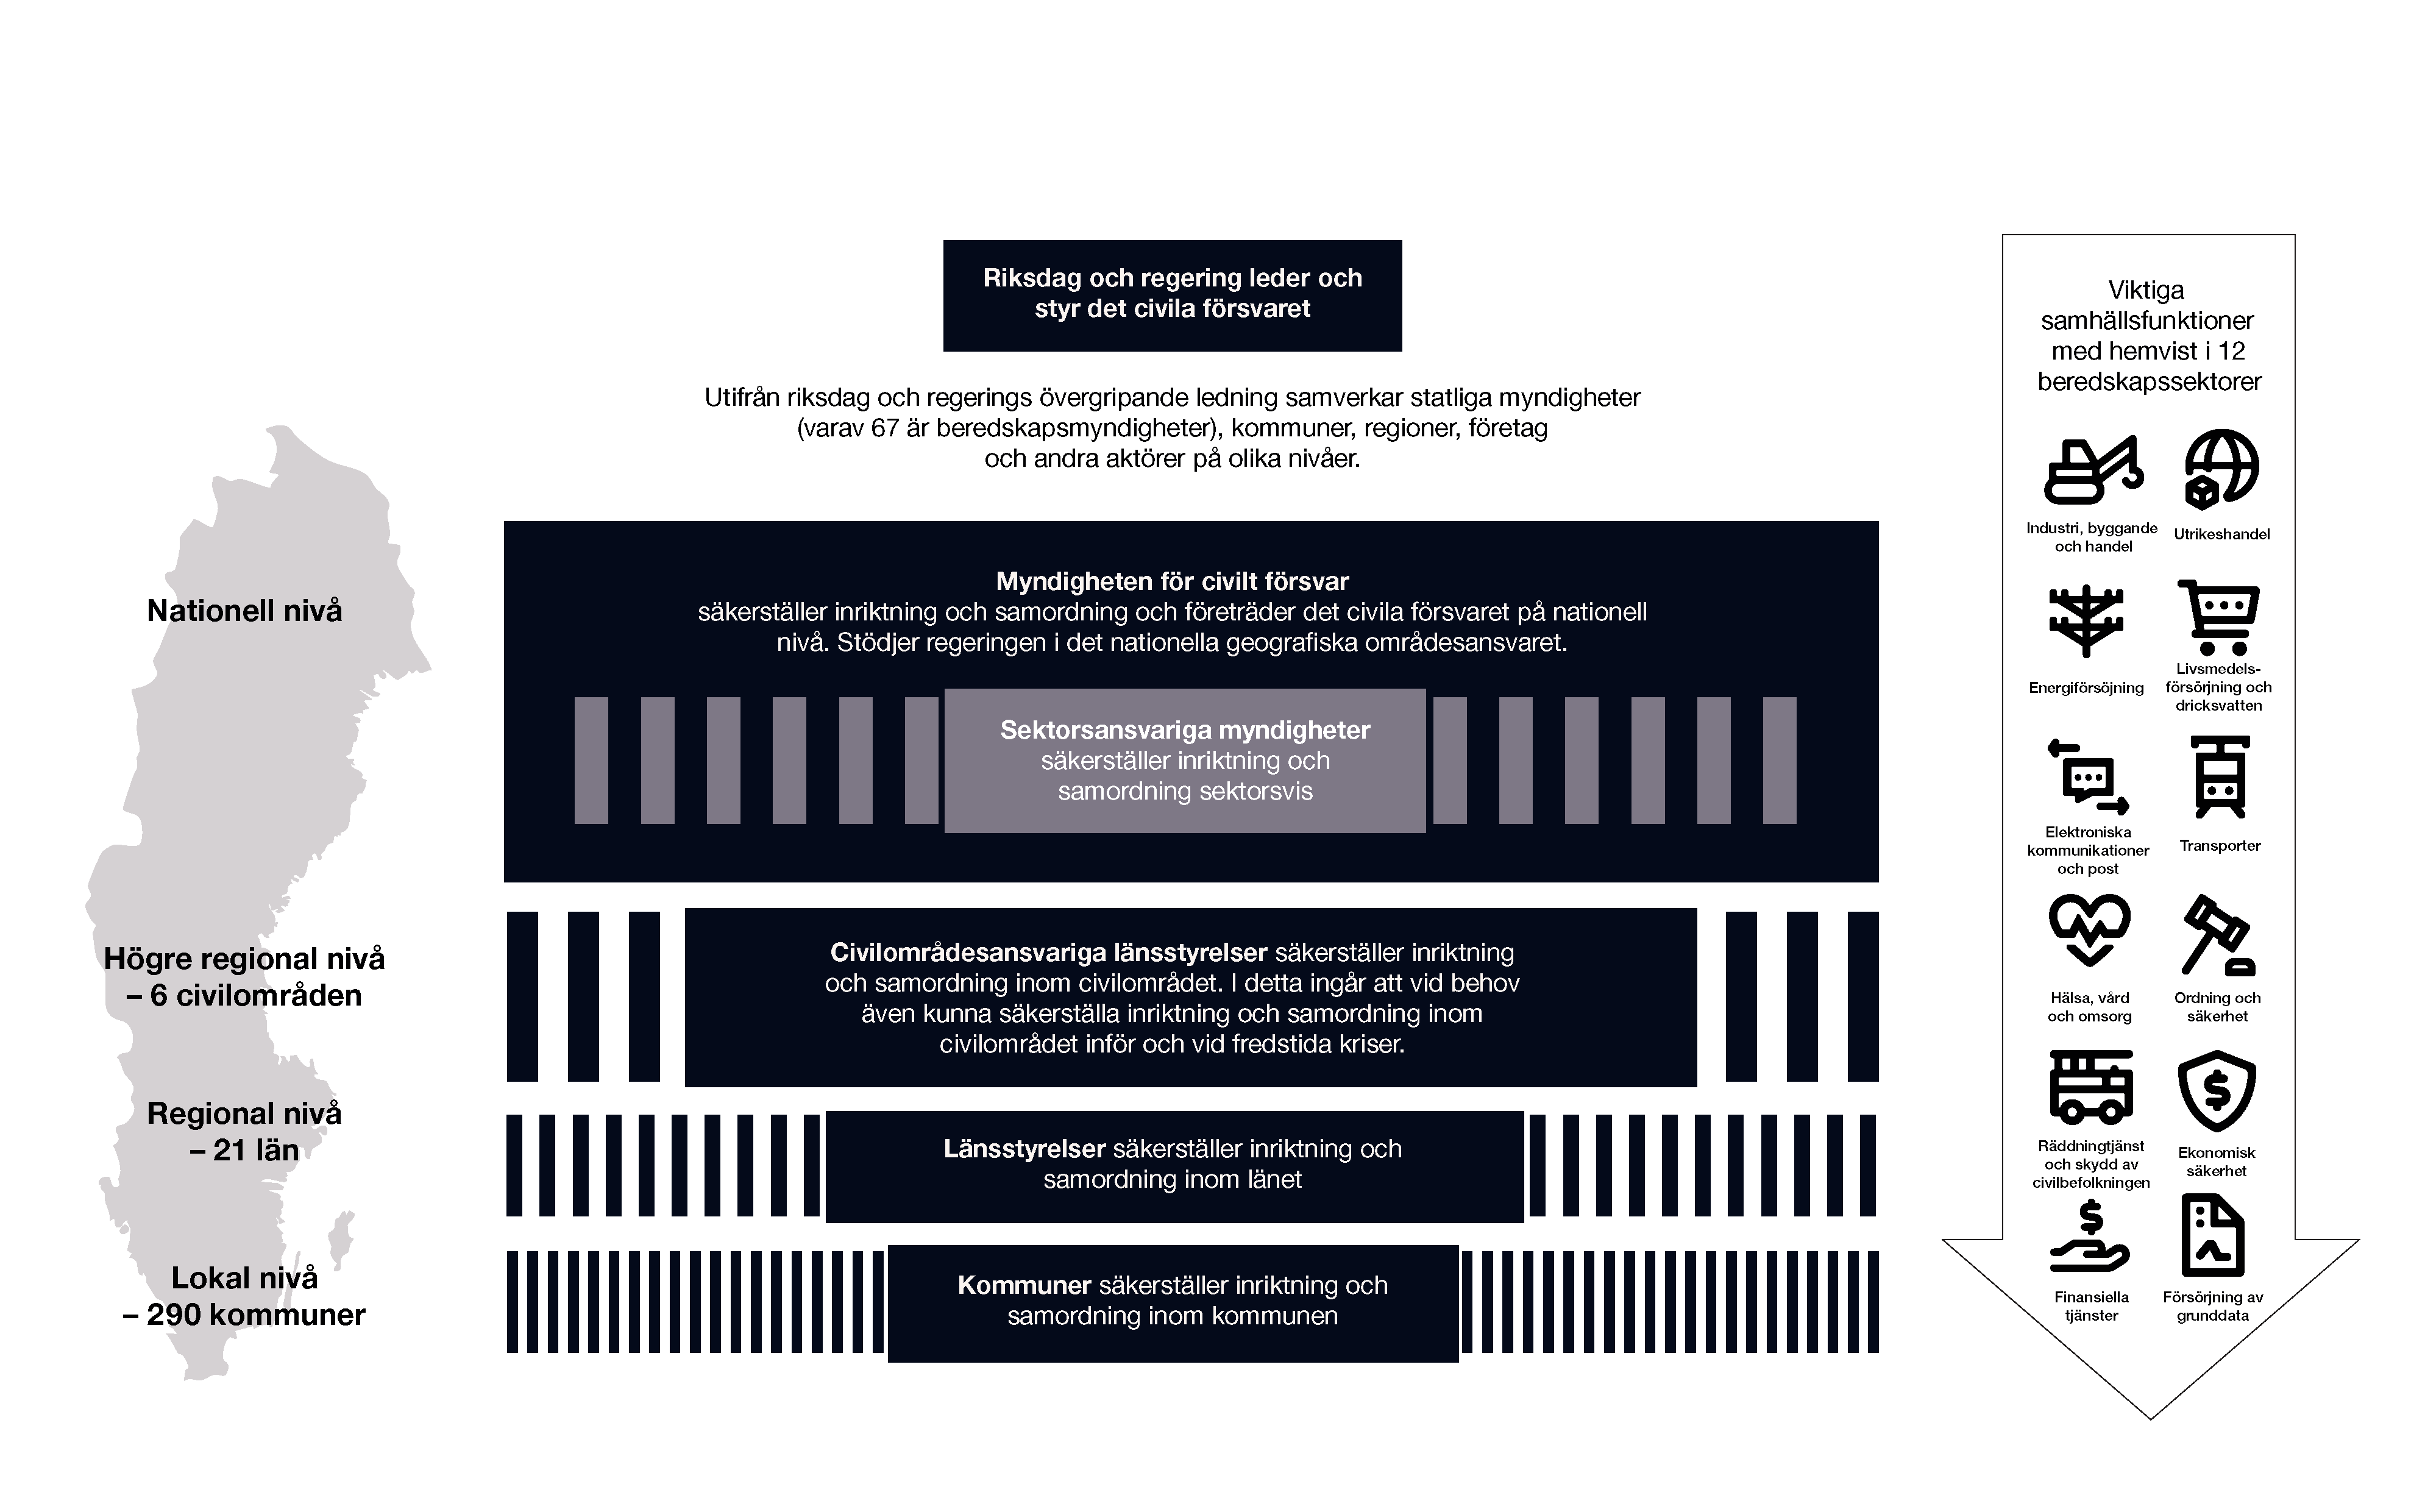 Riksdag och regering leder och
styr det civila försvaret
Utifrån riksdag och regerings övergripande ledning samverkar statliga myndigheter
(varav 67 är beredskapsmyndigheter), kommuner, regioner, företag
och andra aktörer på olika nivåer.
Nationell nivå
Myndigheten för civilt försvar
säkerställer inriktning och samordning och företräder det civila försvaret på nationell
nivå. Stödjer regeringen i det nationella geografiska områdesansvaret.
Sektorsansvariga myndigheter
säkerställer inriktning och
samordning sektorsvis
Högre regional nivå
– 6 civilområden
Civilområdesansvariga länsstyrelser säkerställer inriktning
och samordning inom civilområdet. I detta ingår att vid behov
även kunna säkerställa inriktning och samordning inom
civilområdet inför och vid fredstida kriser.
Regional nivå
– 21 län
Länsstyrelser säkerställer inriktning och
samordning inom länet
Lokal nivå
– 290 kommuner
Kommuner säkerställer inriktning och
samordning inom kommunen
Viktiga
samhällsfunktioner
med hemvist i 12
beredskapssektorer
Industri, byggande
och handel
Utrikeshandel
Energiförsöjning
Livsmedels-
försörjning och
dricksvatten
Elektroniska
kommunikationer
och post
Transporter
Hälsa, vård
och omsorg
Ordning och
säkerhet
Räddningtjänst
och skydd av
civilbefolkningen
Ekonomisk
säkerhet
Finansiella
tjänster
Försörjning av
grunddata